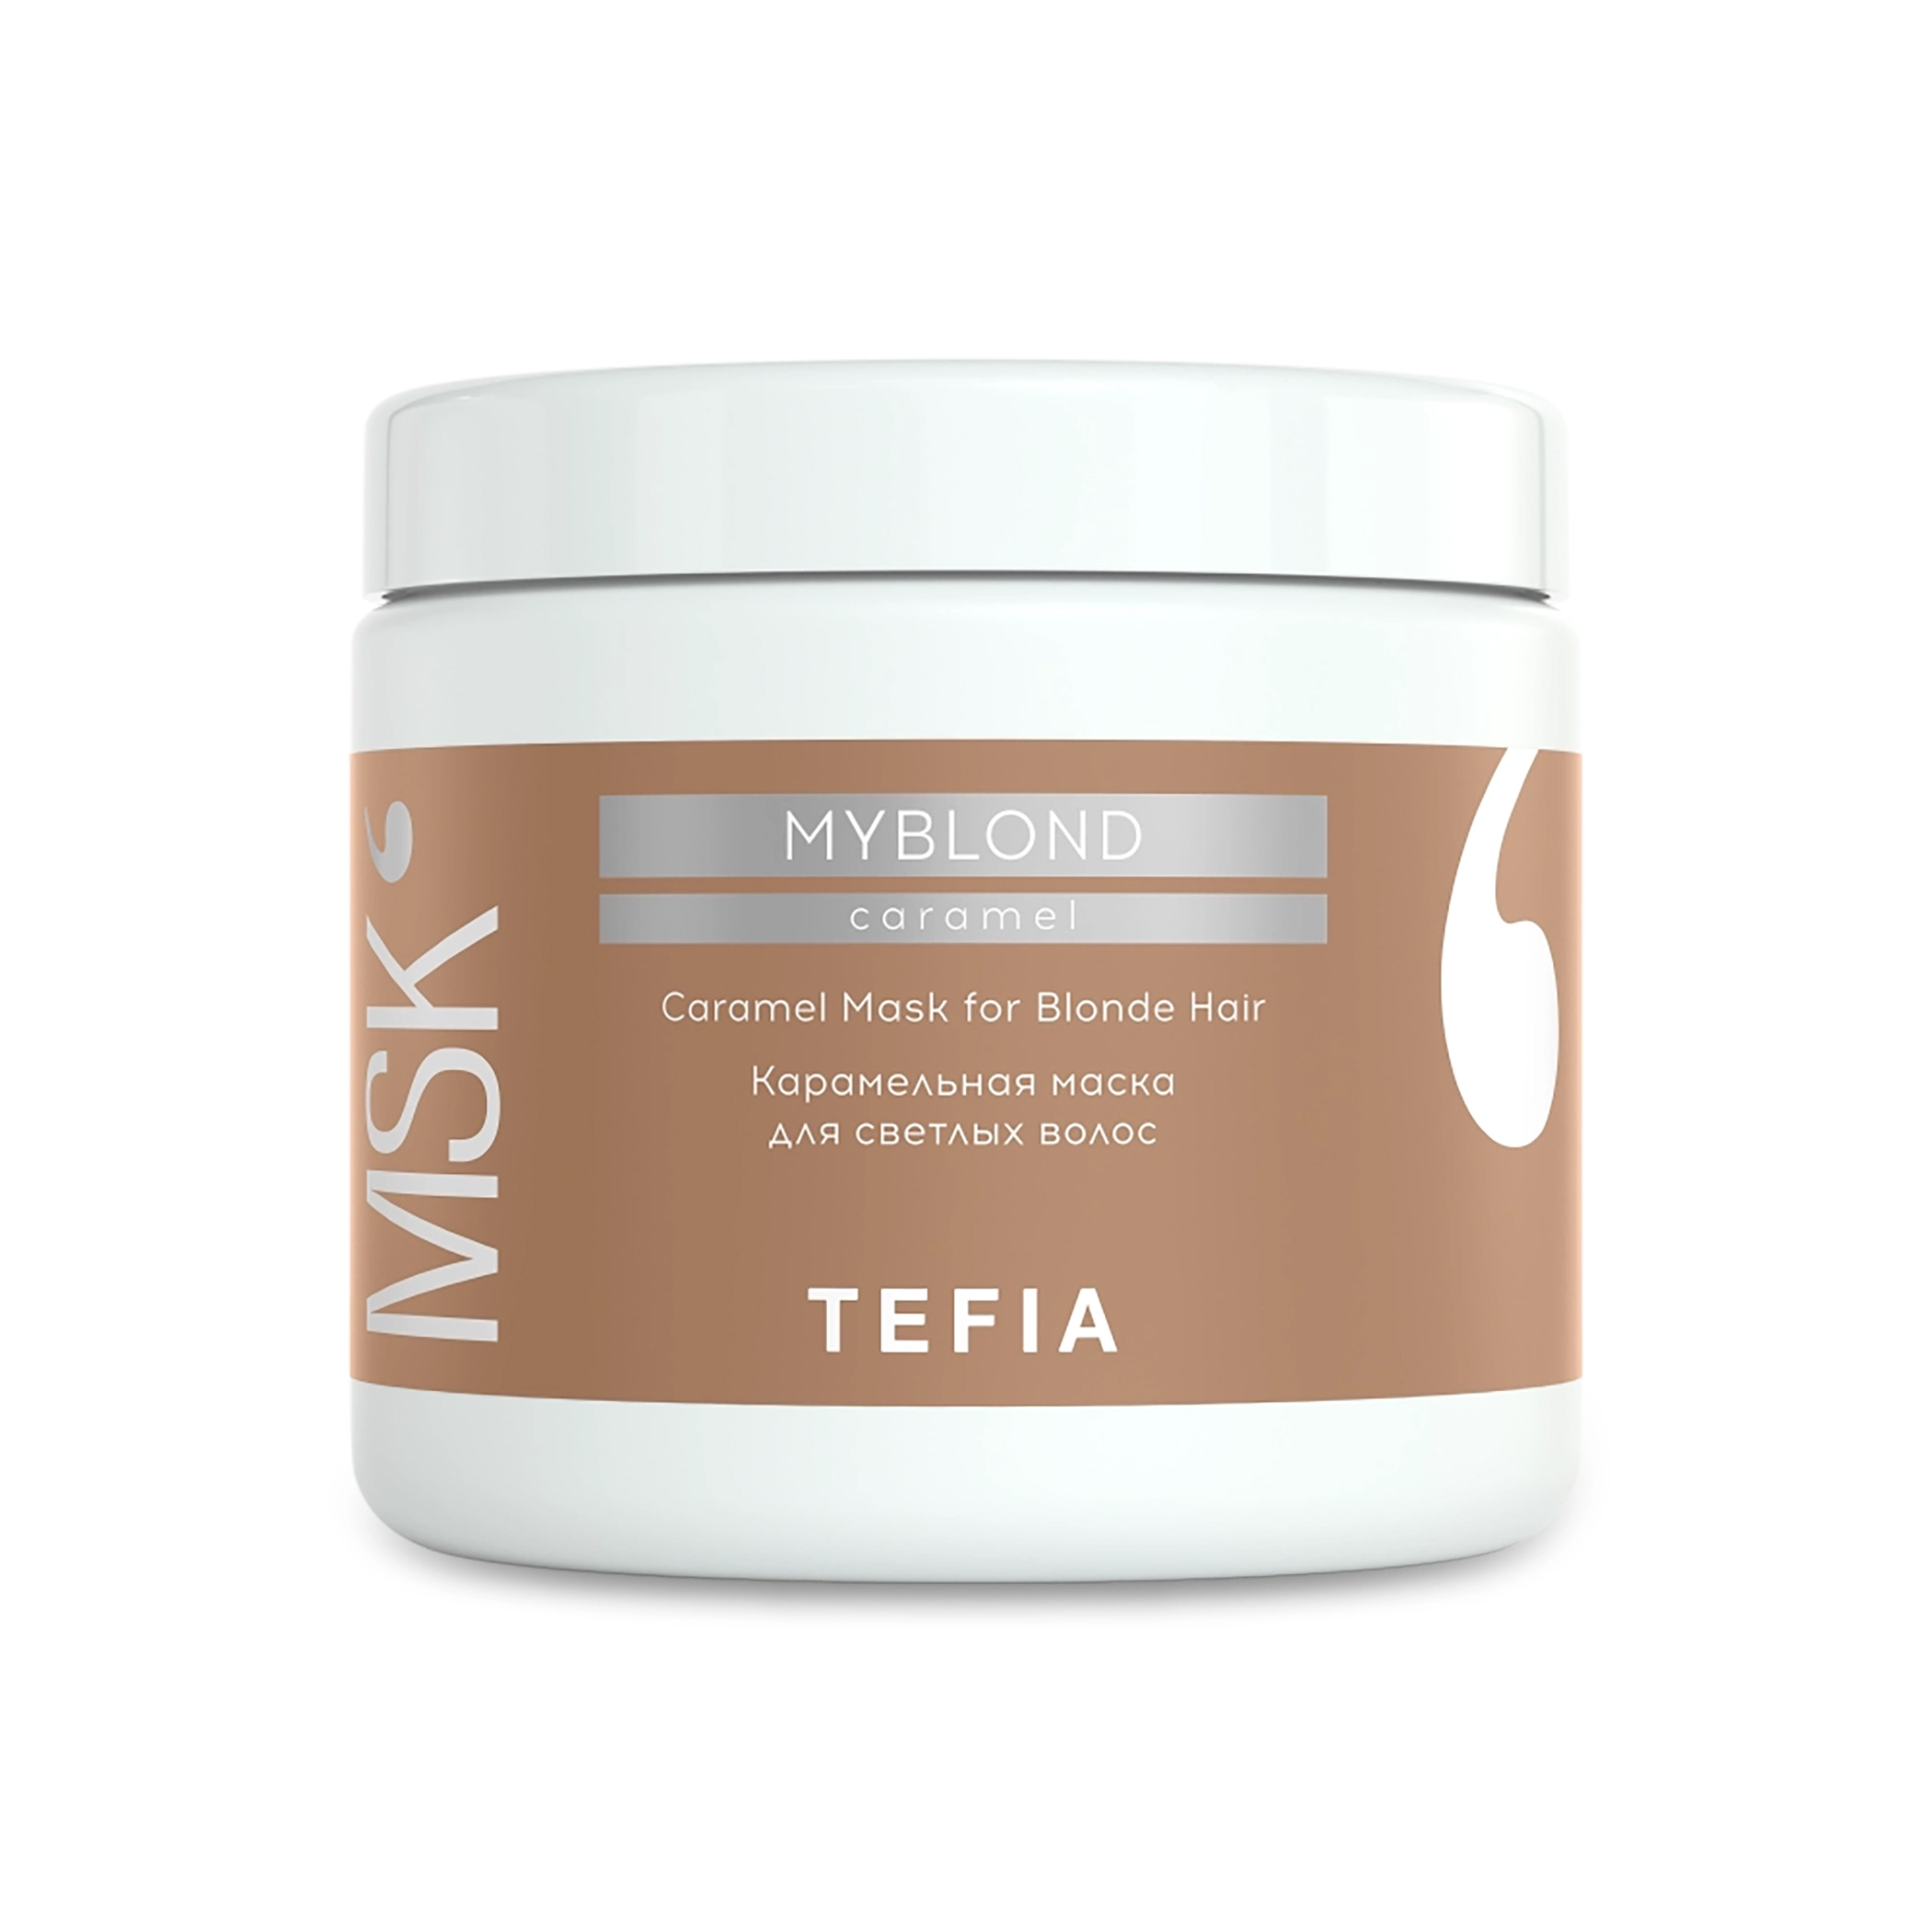 MSK
MYBLOND
caramel
Caramel Mask for Blonde Hair
Карамельная маска
для светлых волос
TEFIA